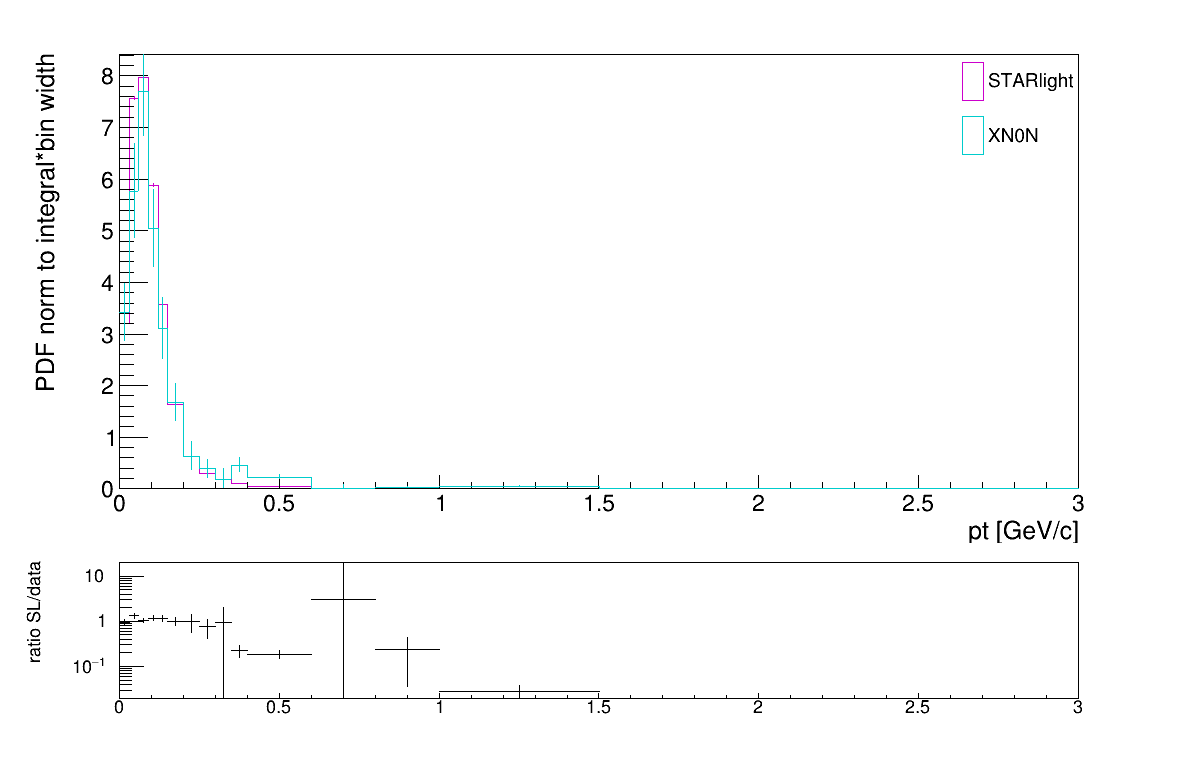 PDF norm to integral*bin width
8
7
6
5
4
3
2
1
0
STARlight
XN0N
0 0.5 1 1.5 2 2.5 3
pt [GeV/c]
ratio SL/data
10
1
10⁻¹
0 0.5 1 1.5 2 2.5 3